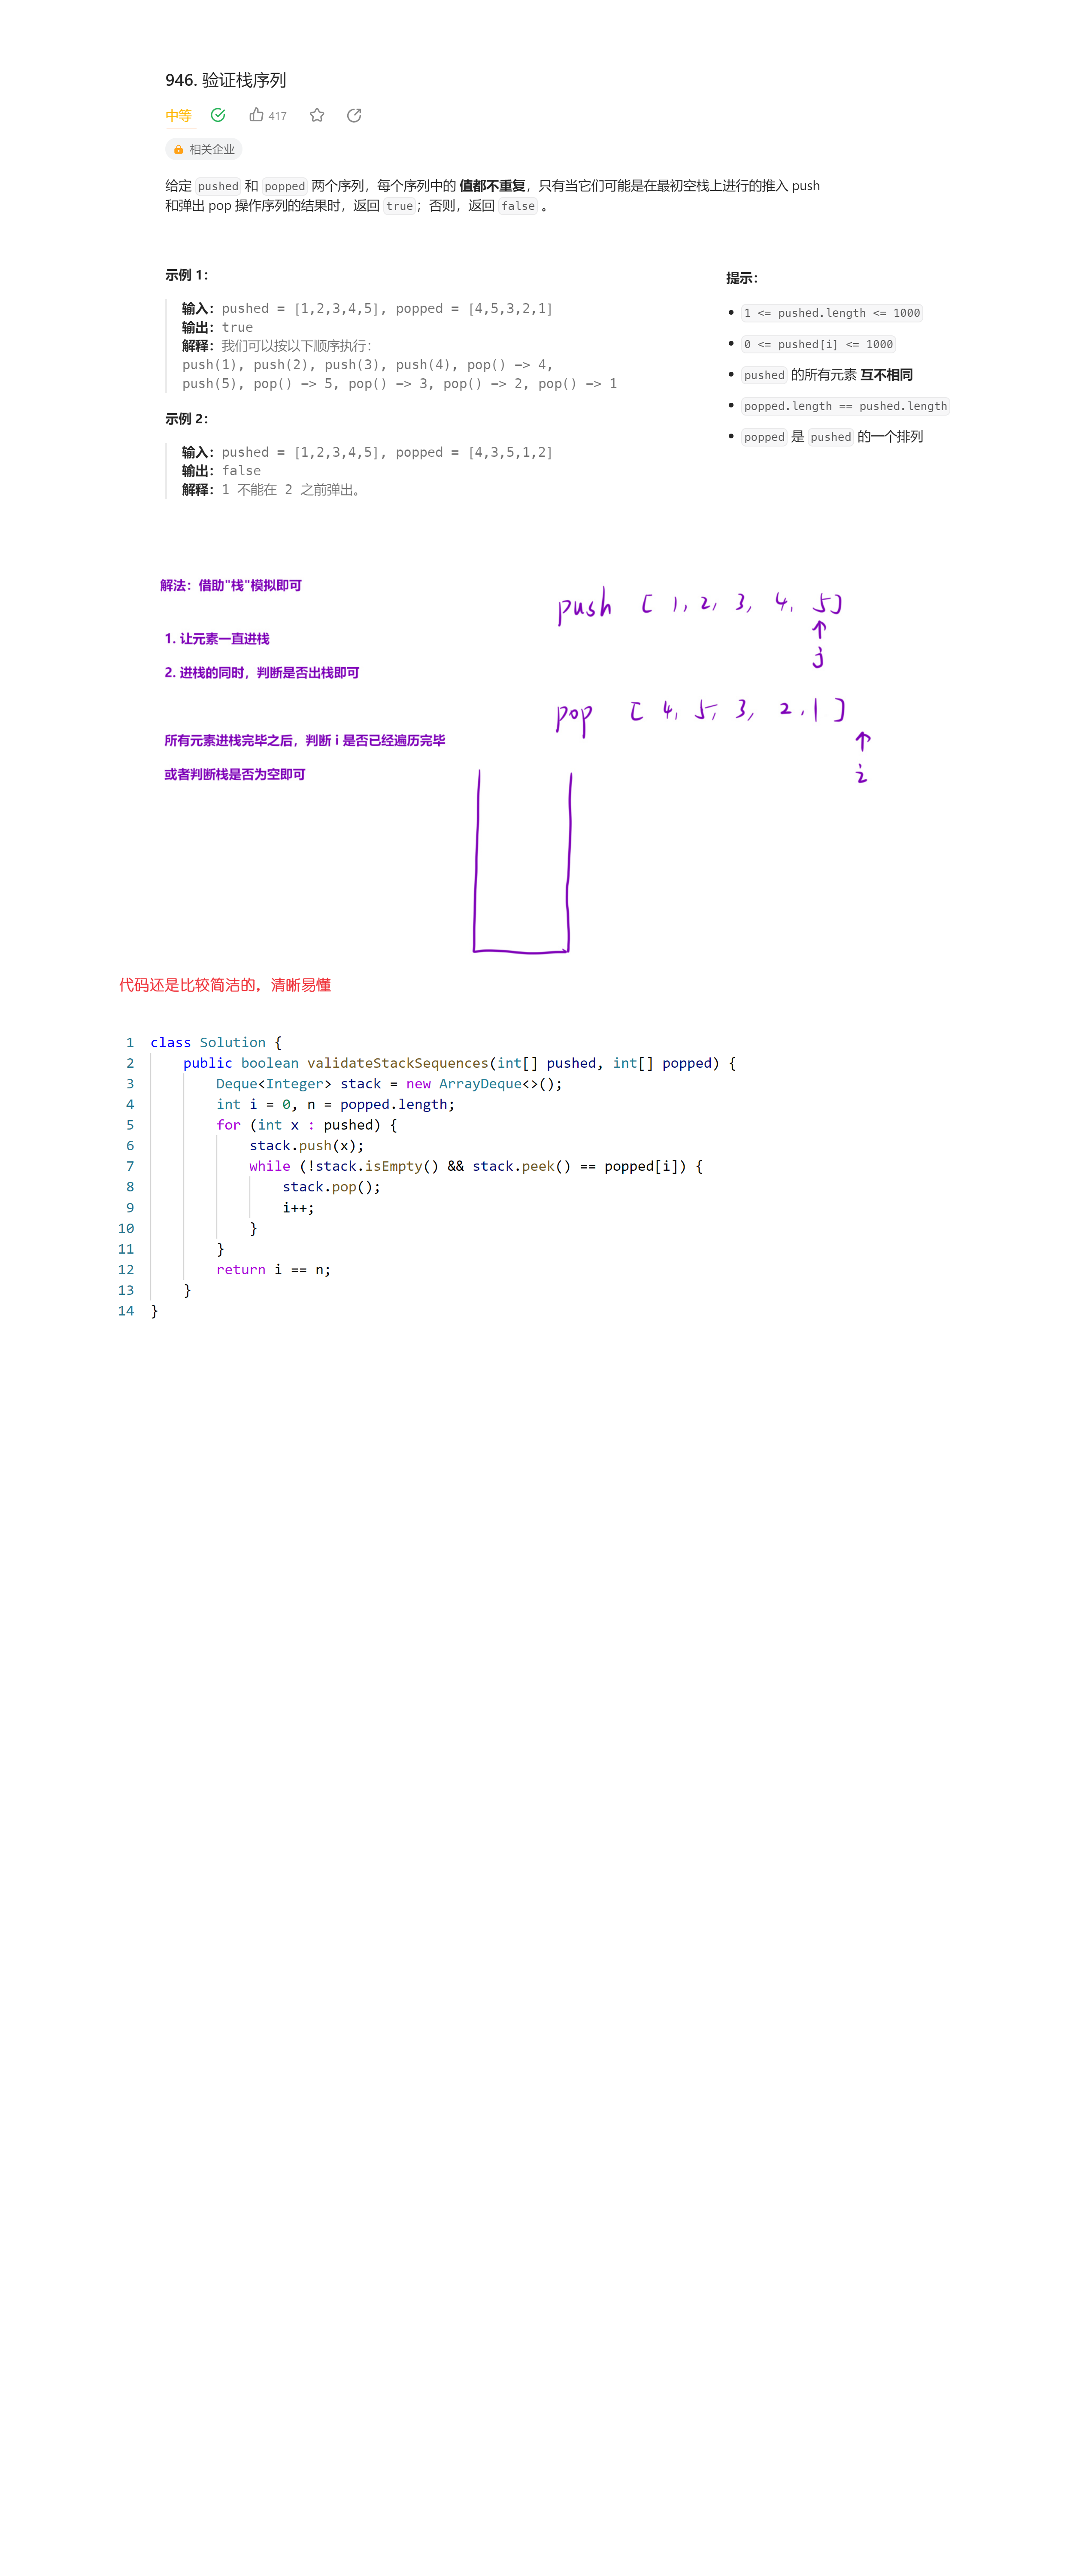 946. 验证栈序列
中等 417
相关企业
给定 pushed 和 popped 两个序列，每个序列中的 值都不重复，只有当它们可能是在最初空栈上进行的推入 push
和弹出 pop 操作序列的结果时，返回 true；否则，返回 false 。
示例 1：
输入：pushed = [1,2,3,4,5], popped = [4,5,3,2,1]
输出：true
解释：我们可以按以下顺序执行：
push(1), push(2), push(3), push(4), pop() -> 4,
push(5), pop() -> 5, pop() -> 3, pop() -> 2, pop() -> 1
示例 2：
输入：pushed = [1,2,3,4,5], popped = [4,3,5,1,2]
输出：false
解释：1 不能在 2 之前弹出。
提示：
1 <= pushed.length <= 1000
0 <= pushed[i] <= 1000
pushed 的所有元素 互不相同
popped.length == pushed.length
popped 是 pushed 的一个排列
解法：借助"栈"模拟即可
1. 让元素一直进栈
2. 进栈的同时，判断是否出栈即可
所有元素进栈完毕之后，判断 i 是否已经遍历完毕
或者判断栈是否为空即可
push [ 1, 2, 3, 4, 5]
j
pop [ 4, 5, 3, 2, 1 ]
i
代码还是比较简洁的，清晰易懂
1 class Solution {
2 public boolean validateStackSequences(int[] pushed, int[] popped) {
3 Deque<Integer> stack = new ArrayDeque<>();
4 int i = 0, n = popped.length;
5 for (int x : pushed) {
6 stack.push(x);
7 while (!stack.isEmpty() && stack.peek() == popped[i]) {
8 stack.pop();
9 i++;
10 }
11 }
12 return i == n;
13 }
14 }